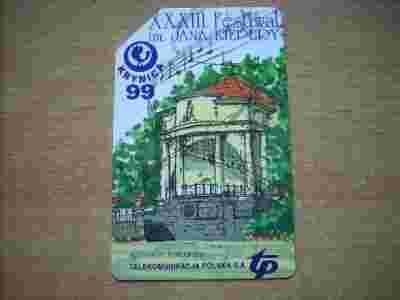 XXXIII Festiwal
im. JANA KIEPURY
KRYNICA
99
TELEKOMUNIKACJA POLSKA S.A.
tp